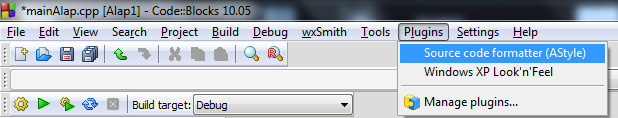 *mainAlap.cpp [Alap1] - Code::Blocks 10.05
File Edit View Search Project Build Debug wxSmith Tools Plugins Settings Help
Source code formatter (AStyle)
Windows XP Look'n'Feel
Manage plugins...
Build target: Debug